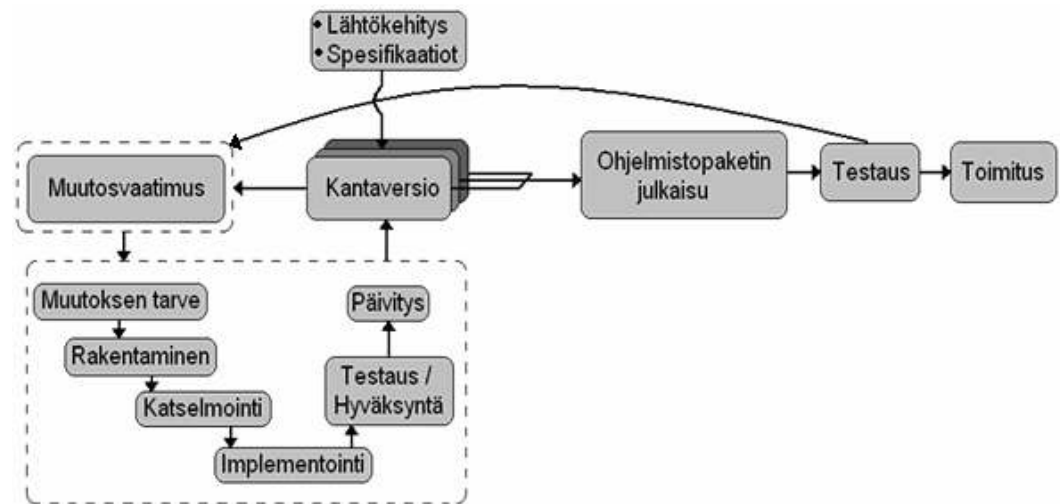 • Lähtökehitys
• Spesifikaatiot
Muutosvaatimus
Kantaversio
Ohjelmistopaketin
julkaisu
Testaus
Toimitus
Muutoksen tarve
Rakentaminen
Katselmointi
Implementointi
Testaus /
Hyväksyntä
Päivitys